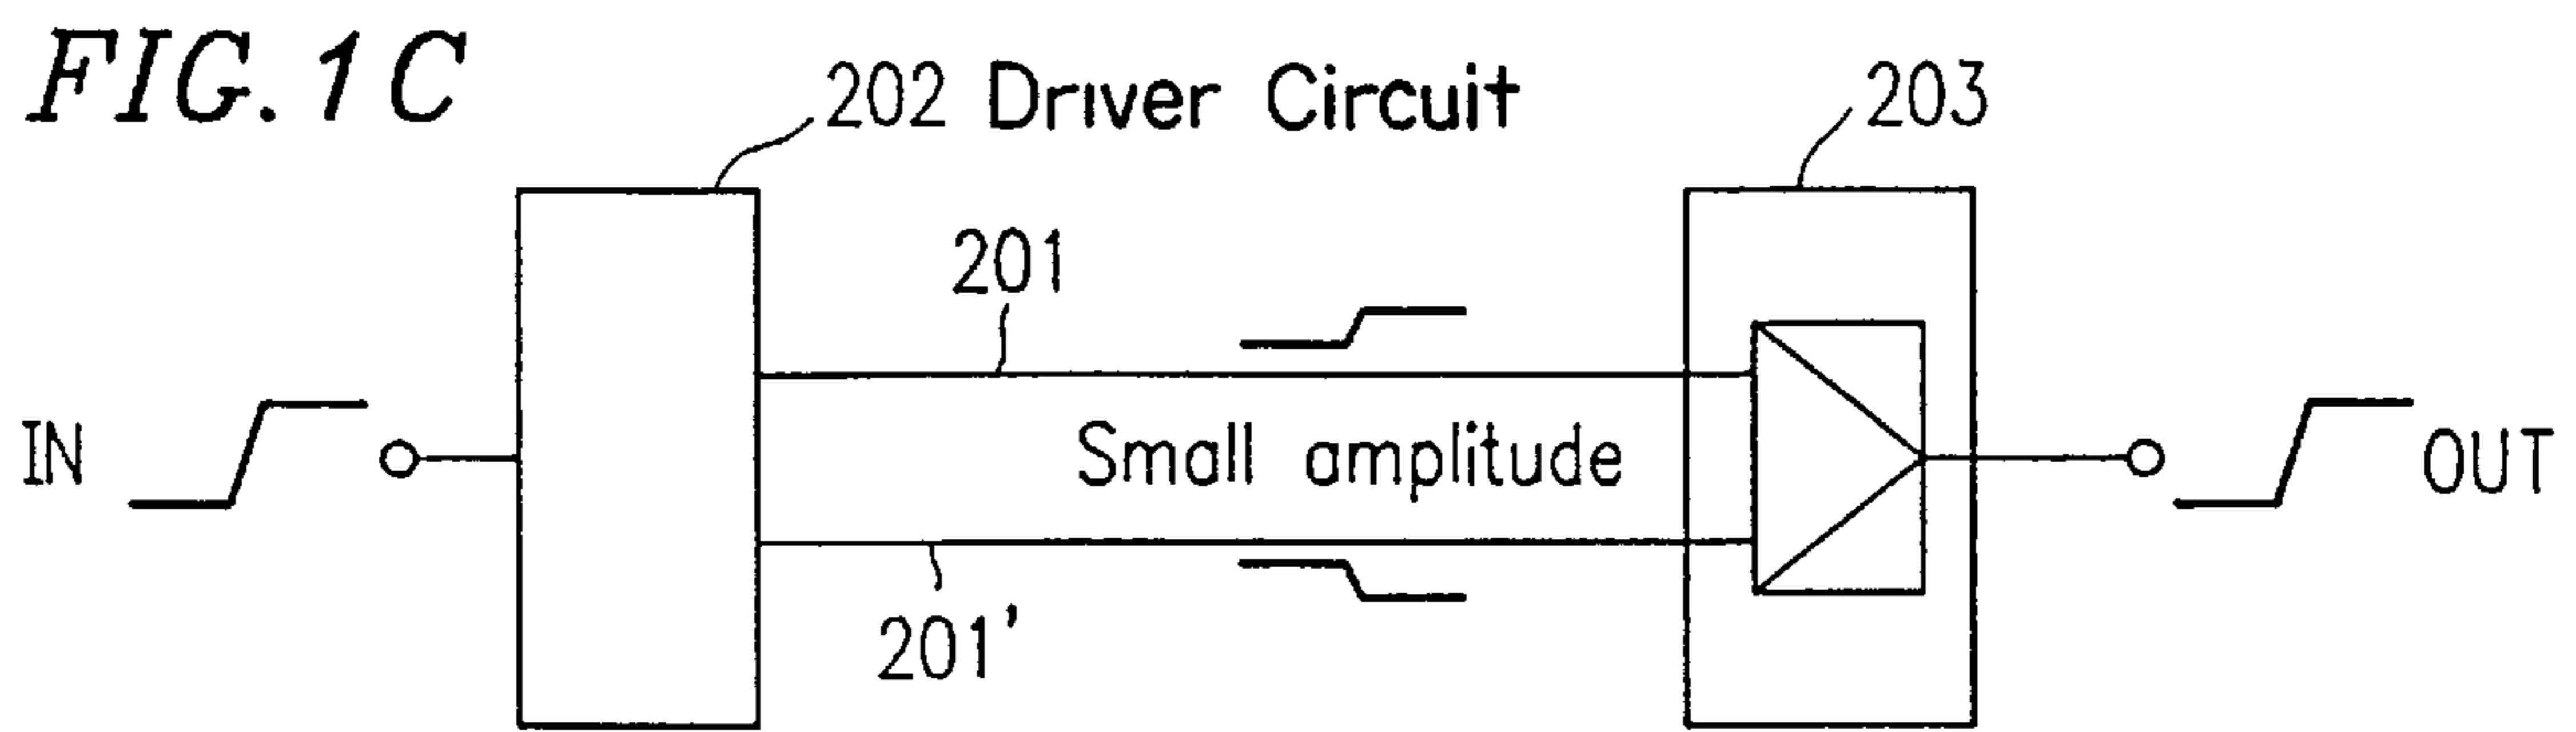 FIG. 1C
202 Driver Circuit
203
201
IN
Small amplitude
OUT
201'